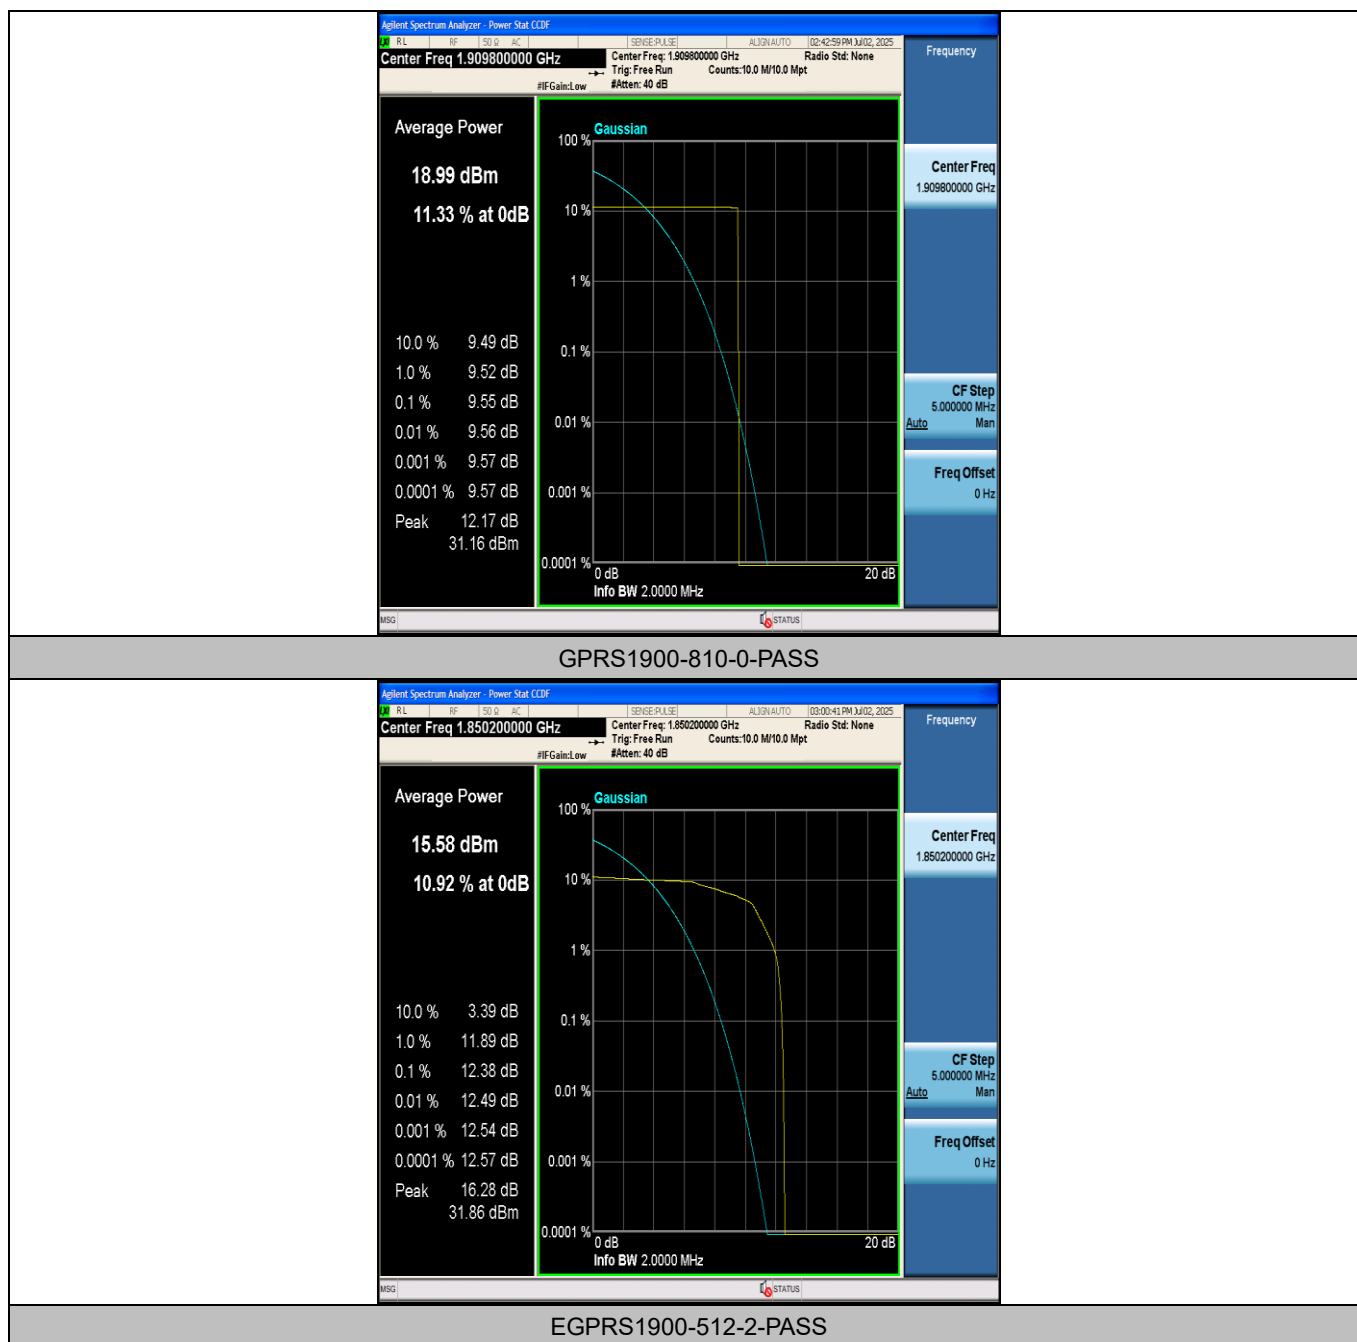 Agilent Spectrum Analyzer - Power Stat CCDF
RL RF 50 Ω AC SENSE:PULSE ALIGN AUTO 02:42:59 PM Jul 02, 2025
Center Freq 1.909800000 GHz Center Freq: 1.909800000 GHz Radio Std: None
Trig: Free Run Counts:10.0 M/10.0 Mpt
#IFGain:Low #Atten: 40 dB
Frequency
Average Power
18.99 dBm
11.33 % at 0dB
10.0 % 9.49 dB
1.0 % 9.52 dB
0.1 % 9.55 dB
0.01 % 9.56 dB
0.001 % 9.57 dB
0.0001 % 9.57 dB
Peak 12.17 dB
31.16 dBm
Gaussian
100 %
10 %
1 %
0.1 %
0.01 %
0.001 %
0.0001 %
0 dB 20 dB
Info BW 2.0000 MHz
Center Freq
1.909800000 GHz
CF Step
5.000000 MHz
Auto Man
Freq Offset
0 Hz
MSG STATUS
GPRS1900-810-0-PASS
Agilent Spectrum Analyzer - Power Stat CCDF
RL RF 50 Ω AC SENSE:PULSE ALIGN AUTO 03:00:41 PM Jul 02, 2025
Center Freq 1.850200000 GHz Center Freq: 1.850200000 GHz Radio Std: None
Trig: Free Run Counts:10.0 M/10.0 Mpt
#IFGain:Low #Atten: 40 dB
Frequency
Average Power
15.58 dBm
10.92 % at 0dB
10.0 % 3.39 dB
1.0 % 11.89 dB
0.1 % 12.38 dB
0.01 % 12.49 dB
0.001 % 12.54 dB
0.0001 % 12.57 dB
Peak 16.28 dB
31.86 dBm
Gaussian
100 %
10 %
1 %
0.1 %
0.01 %
0.001 %
0.0001 %
0 dB 20 dB
Info BW 2.0000 MHz
Center Freq
1.850200000 GHz
CF Step
5.000000 MHz
Auto Man
Freq Offset
0 Hz
MSG STATUS
EGPRS1900-512-2-PASS